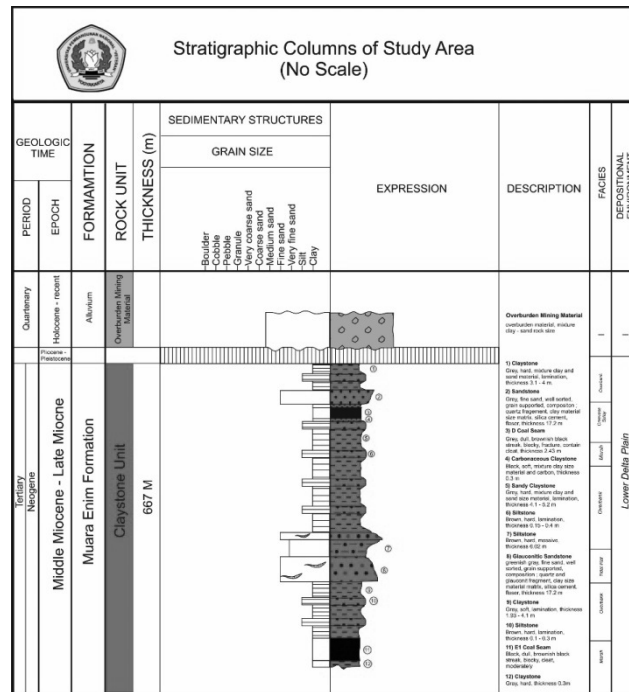 Stratigraphic Columns of Study Area
(No Scale)
GEOLOGIC
TIME
PERIOD
EPOCH
FORMAMTION
ROCK UNIT
THICKNESS (m)
SEDIMENTARY STRUCTURES
GRAIN SIZE
Boulder
Cobble
Pebble
Granule
Very coarse sand
Coarse sand
Medium sand
Fine sand
Very fine sand
Silt
Clay
EXPRESSION
DESCRIPTION
FACIES
DEPOSITIONAL
Quartenary
Holocene - recent
Alluvium
Overburden Mining
Material
Overburden Mining Material
overburden material, mixture
clay - sand rock size
Pliocene -
Pleistocene
Tertiary
Neogene
Middle Miocene - Late Miocne
Muara Enim Formation
Claystone Unit
667 M
1) Claystone
Grey, hard, mixture clay and
sand material, lamination,
thickness 3.1 - 4 m
2) Sandstone
Grey, fine sand, well sorted,
grain supported, composition :
quartz fragement, clay material
size matrix, silica cement,
flaser, thickness 17.2 m
3) D Coal Seam
Grey, dull, brownish black
streak, blocky, fracture, contain
cleat, thickness 2.43 m
4) Carboraceous Claystone
Black, soft, mixture clay size
material and carbon, thickness
0.3 m
5) Sandy Claystone
Grey, hard, mixture clay and
sand size material, lamination,
thickness 4.1 - 5.2 m
6) Siltstone
Brown, hard, lamination,
thickness 0.15 - 0.4 m
7) Siltstone
Brown, hard, massive,
thickness 6.02 m
8) Glauconitic Sandstone
greenish gray, fine sand, well
sorted, grain supported,
composition : quartz and
glauconit fragment, clay size
material matrix, silica cement,
flaser, thickness 17.2 m
9) Claystone
Grey, soft, lamination, thickness
1.93 - 4.1 m
10) Siltstone
Brown, hard, lamination,
thickness 0.1 - 0.3 m
11) E1 Coal Seam
Black, dull, brownish black
streak, blocky, cleat,
moderately
12) Claystone
Grey, hard, thickness 0.3m
Lower Delta Plain